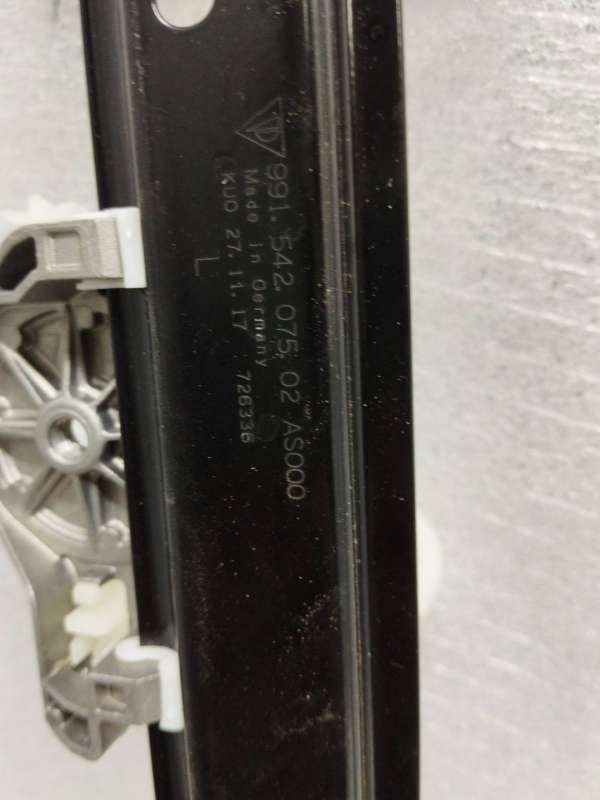 991.542.075.02 AS000
Made in Germany
KUO 27.11.17 726336
L